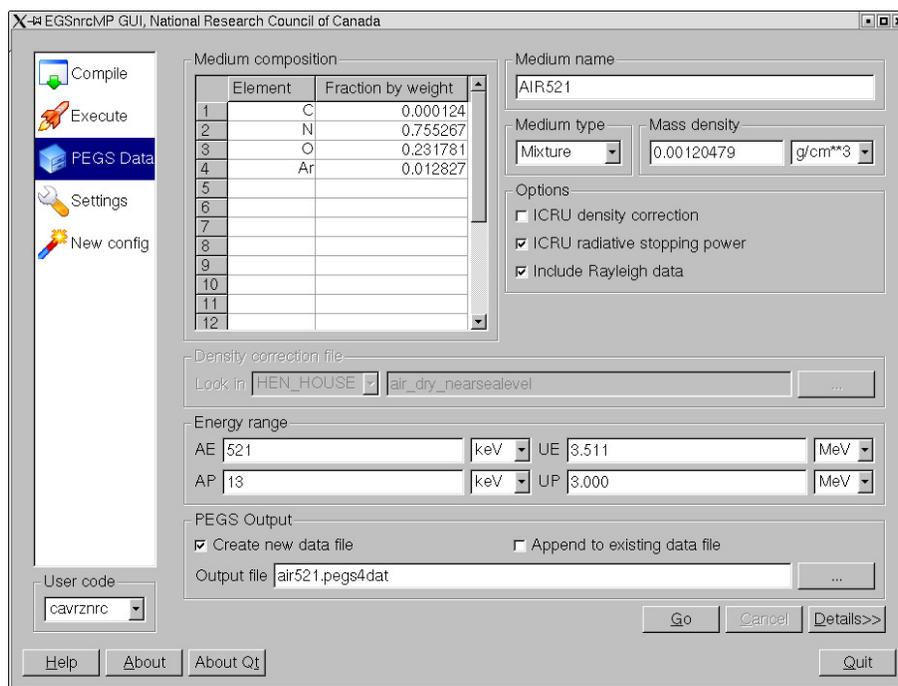 EGSnrcMP GUI, National Research Council of Canada
Compile
Execute
PEGS Data
Settings
New config
User code
cavrznrc
Medium composition
Element Fraction by weight
1 C 0.000124
2 N 0.755267
3 O 0.231781
4 Ar 0.012827
5
6
7
8
9
10
11
12
Medium name
AIR521
Medium type
Mixture
Mass density
0.00120479 g/cm**3
Options
ICRU density correction
ICRU radiative stopping power
Include Rayleigh data
Density correction file
Look in HEN_HOUSE air_dry_nearsealevel ...
Energy range
AE 521 keV UE 3.511 MeV
AP 13 keV UP 3.000 MeV
PEGS Output
Create new data file Append to existing data file
Output file air521.pegs4dat ...
Go Cancel Details>>
Help About About Qt Quit